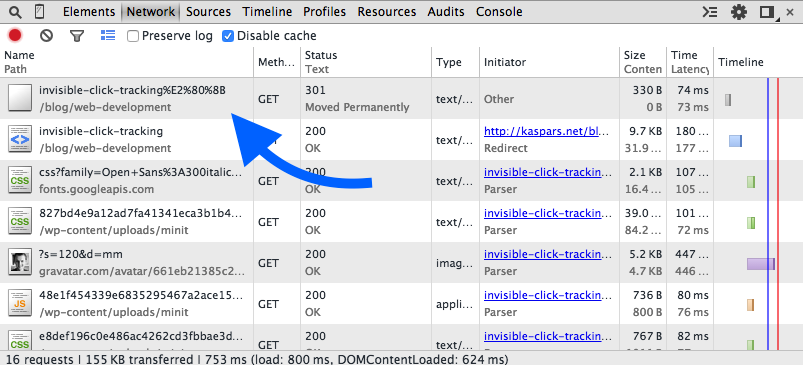 Elements Network Sources Timeline Profiles Resources Audits Console
Preserve log Disable cache
Name Meth... Status Type Initiator Size Time Timeline
Path Text Conten Latency
invisible-click-tracking%E2%80%8B GET 301 text/... Other 330 B 74 ms
/blog/web-development Moved Permanently 0 B 73 ms
invisible-click-tracking 200 text/... http://kaspars.net/bl... 9.7 KB 180 ...
/blog/web-development OK Redirect 31.9 ... 177 ...
css?family=Open+Sans%3A300italic... GET 200 text/... invisible-click-trackin... 2.1 KB 107 ...
fonts.googleapis.com OK Parser 16.4 ... 105 ...
827bd4e9a12ad7fa41341eca3b1b4... GET 200 text/... invisible-click-trackin... 39.0 ... 101 ...
/wp-content/uploads/minit OK Parser 84.2 ... 72 ms
?s=120&d=mm GET 200 imag... invisible-click-trackin... 5.2 KB 447 ...
gravatar.com/avatar/661eb21385c2... OK Parser 4.7 KB 446 ...
48e1f454339e6835295467a2ace15... GET 200 appli... invisible-click-trackin... 736 B 80 ms
/wp-content/uploads/minit OK Parser 800 B 76 ms
e8def196c0e486ac4262cd3fbbae3d... GET 200 text/... invisible-click-trackin... 767 B 82 ms
16 requests | 155 KB transferred | 753 ms (load: 800 ms, DOMContentLoaded: 624 ms)